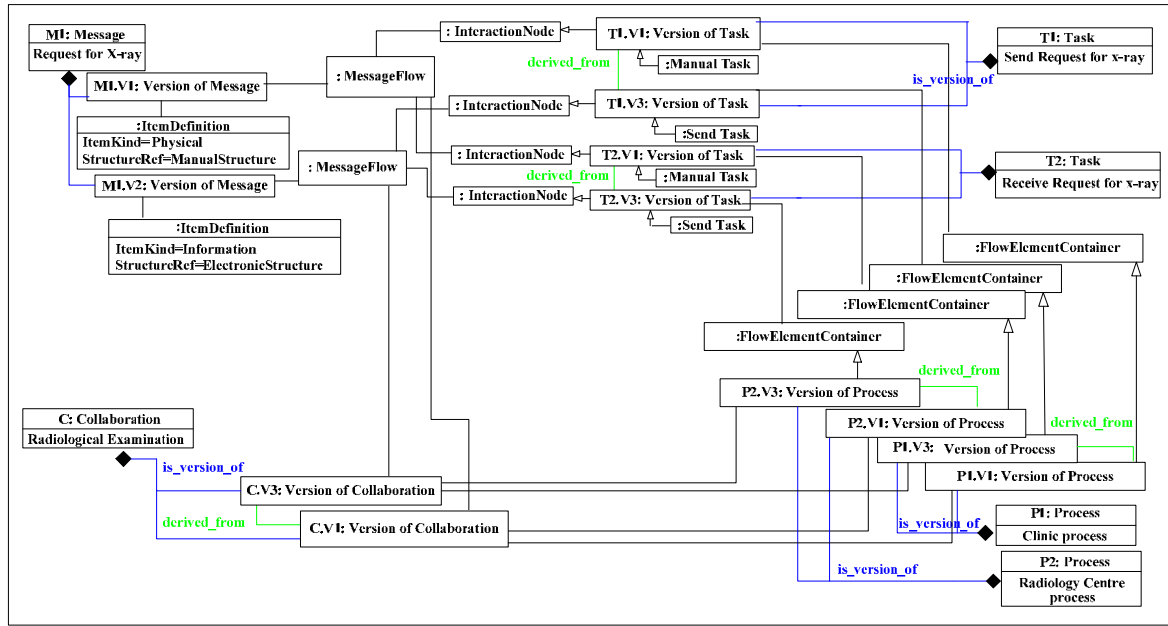 M1: Message
Request for X-ray
: InteractionNode
T1.V1: Version of Task
T1: Task
Send Request for x-ray
derived_from
:Manual Task
is_version_of
: MessageFlow
M1.V1: Version of Message
: InteractionNode
T1.V3: Version of Task
:ItemDefinition
ItemKind=Physical
StructureRef=ManualStructure
:Send Task
: MessageFlow
: InteractionNode
T2.V1: Version of Task
T2: Task
Receive Request for x-ray
derived_from
:Manual Task
M1.V2: Version of Message
: InteractionNode
T2.V3: Version of Task
:Send Task
:ItemDefinition
ItemKind=Information
StructureRef=ElectronicStructure
:FlowElementContainer
:FlowElementContainer
:FlowElementContainer
:FlowElementContainer
derived_from
P2.V3: Version of Process
C: Collaboration
Radiological Examination
P2.V1: Version of Process
derived_from
P1.V3: Version of Process
is_version_of
P1.V1: Version of Process
C.V3: Version of Collaboration
derived_from
C.V1: Version of Collaboration
is_version_of
P1: Process
Clinic process
is_version_of
P2: Process
Radiology Centre
process